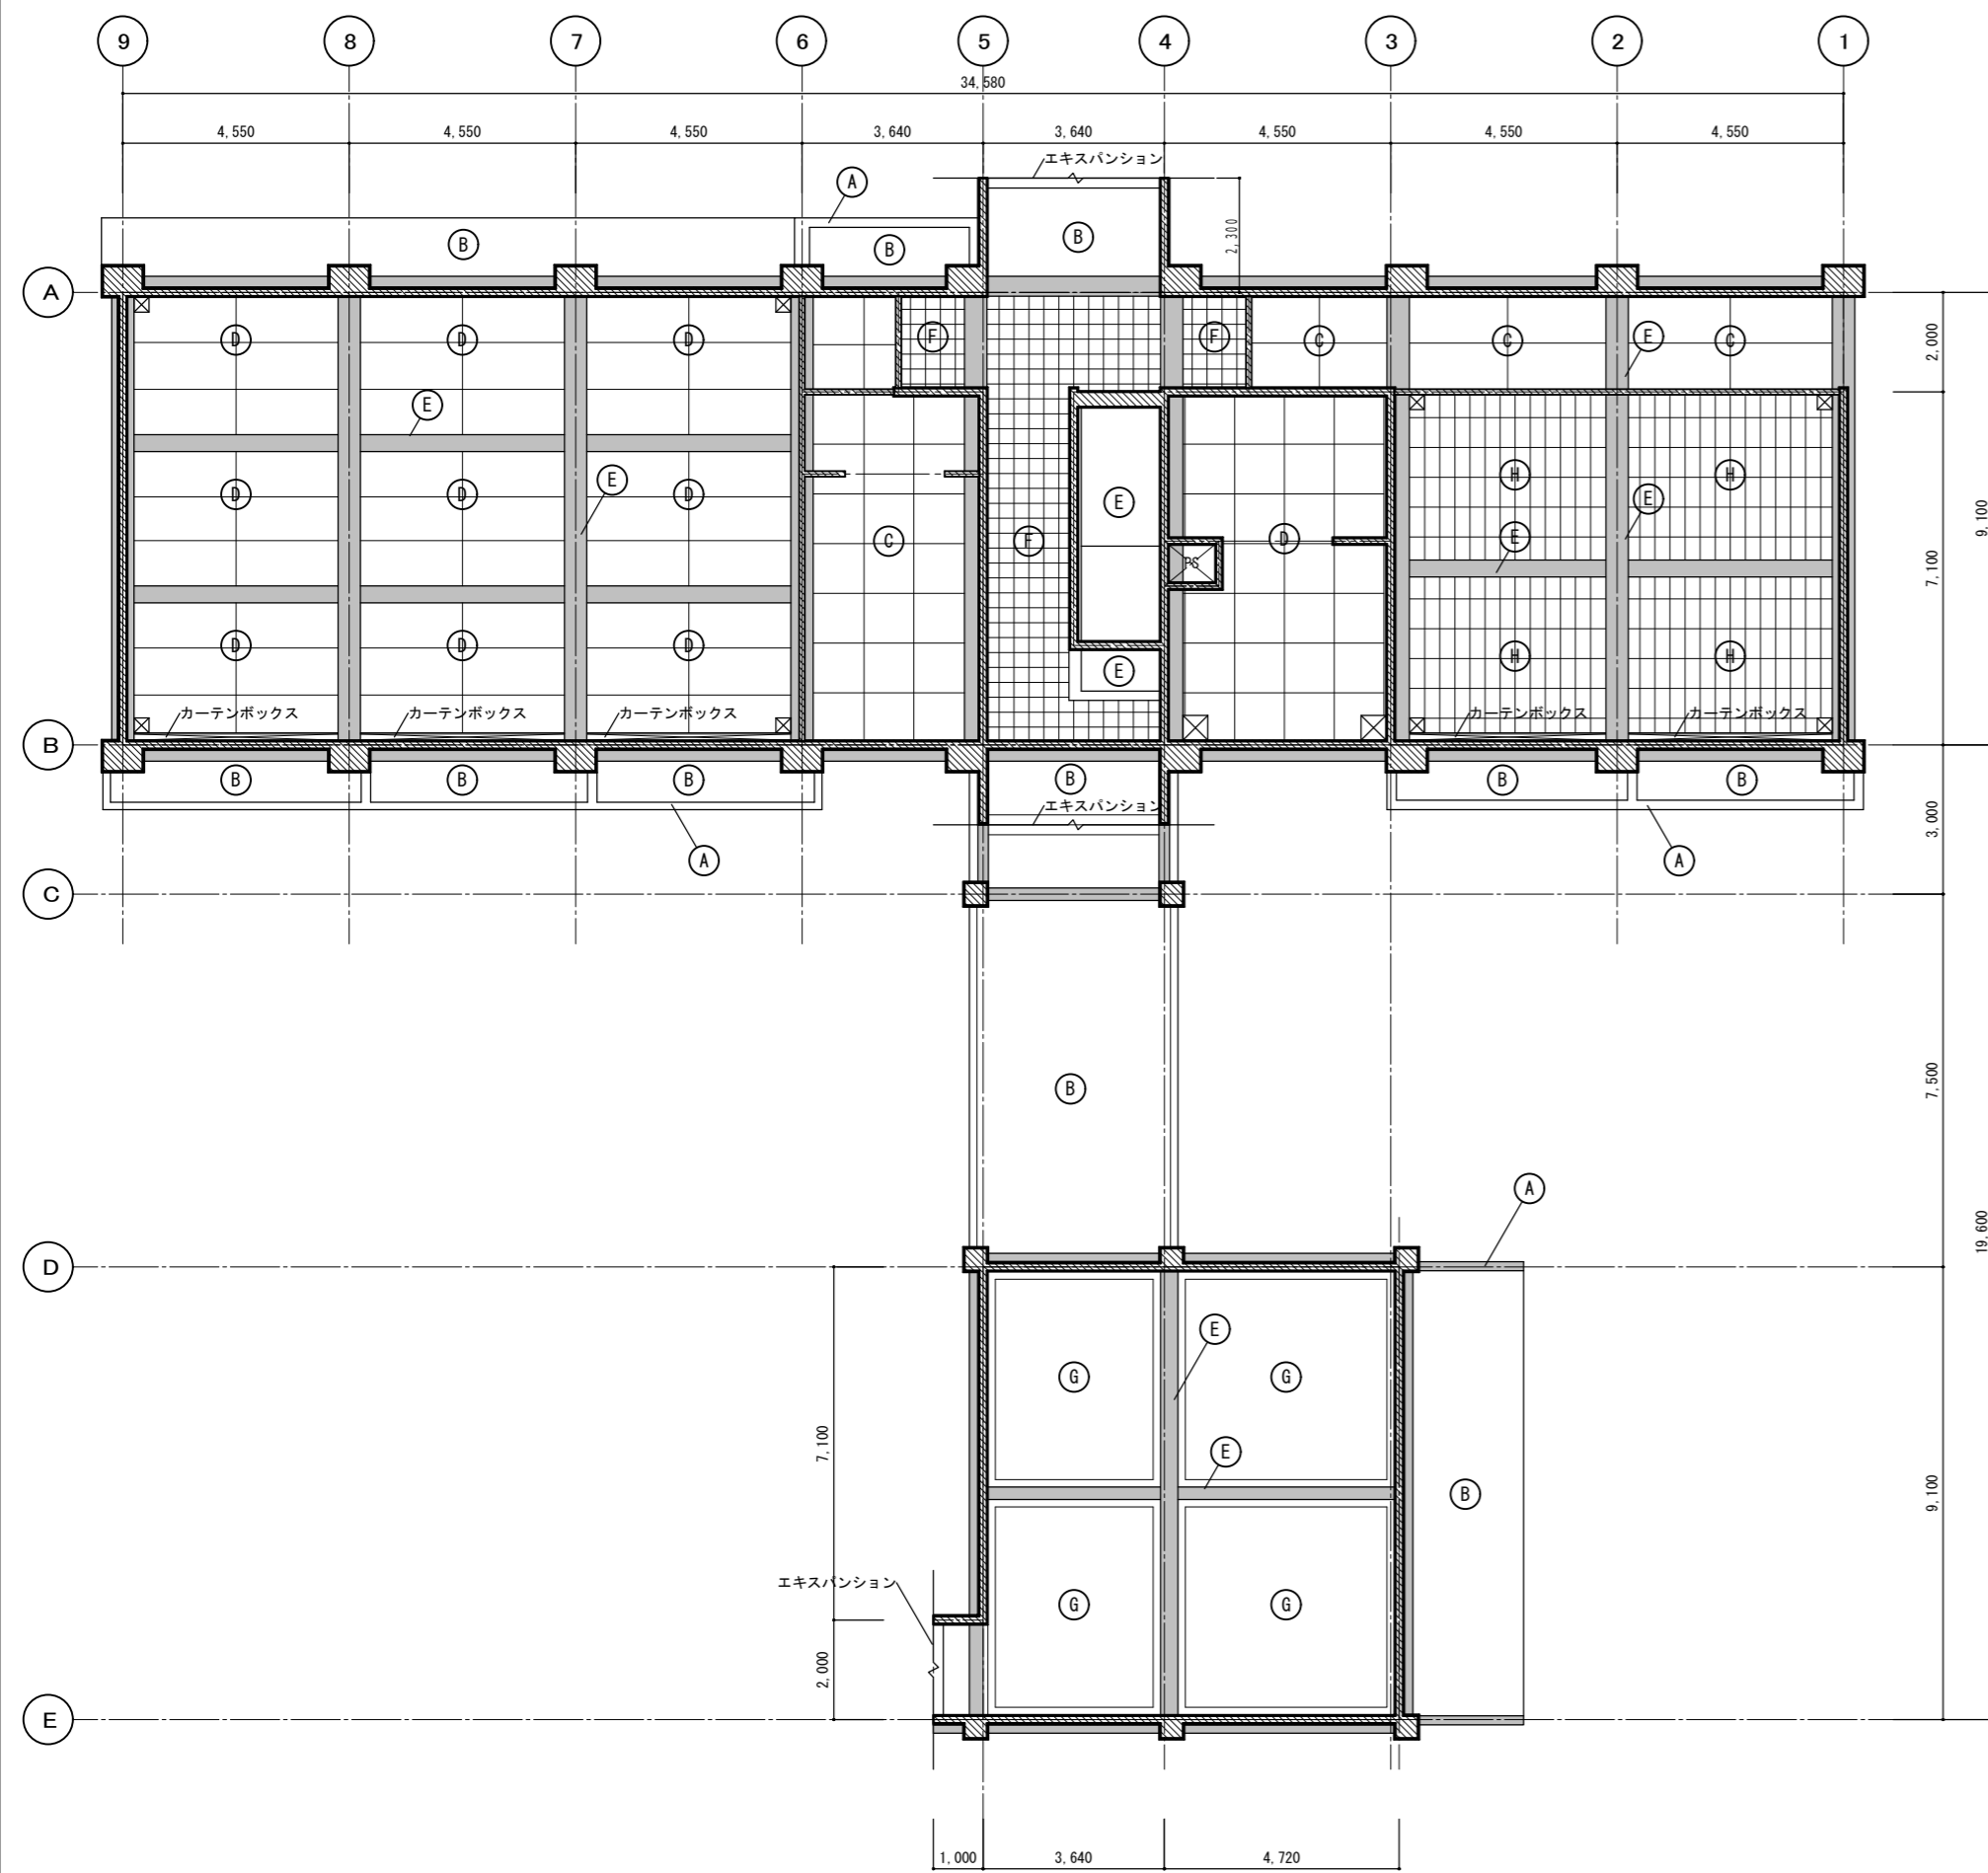 9 8 7 6 5 4 3 2 1
34,580
4,550 4,550 4,550 3,640 3,640 4,550 4,550 4,550
エキスパンション
A
B B B
2,300
A
D D D F F C C E C
2,000
E
E
D D D C F E D H E H
E
PS
9,100
7,100
D D D E H H
カーテンボックス カーテンボックス カーテンボックス カーテンボックス カーテンボックス
B
B B B B B B
エキスパンション
A A
3,000
C
B
7,500
A
19,600
D
E
G G
E
7,100
B
9,100
エキスパンション
G G
2,000
E
1,000 3,640 4,720